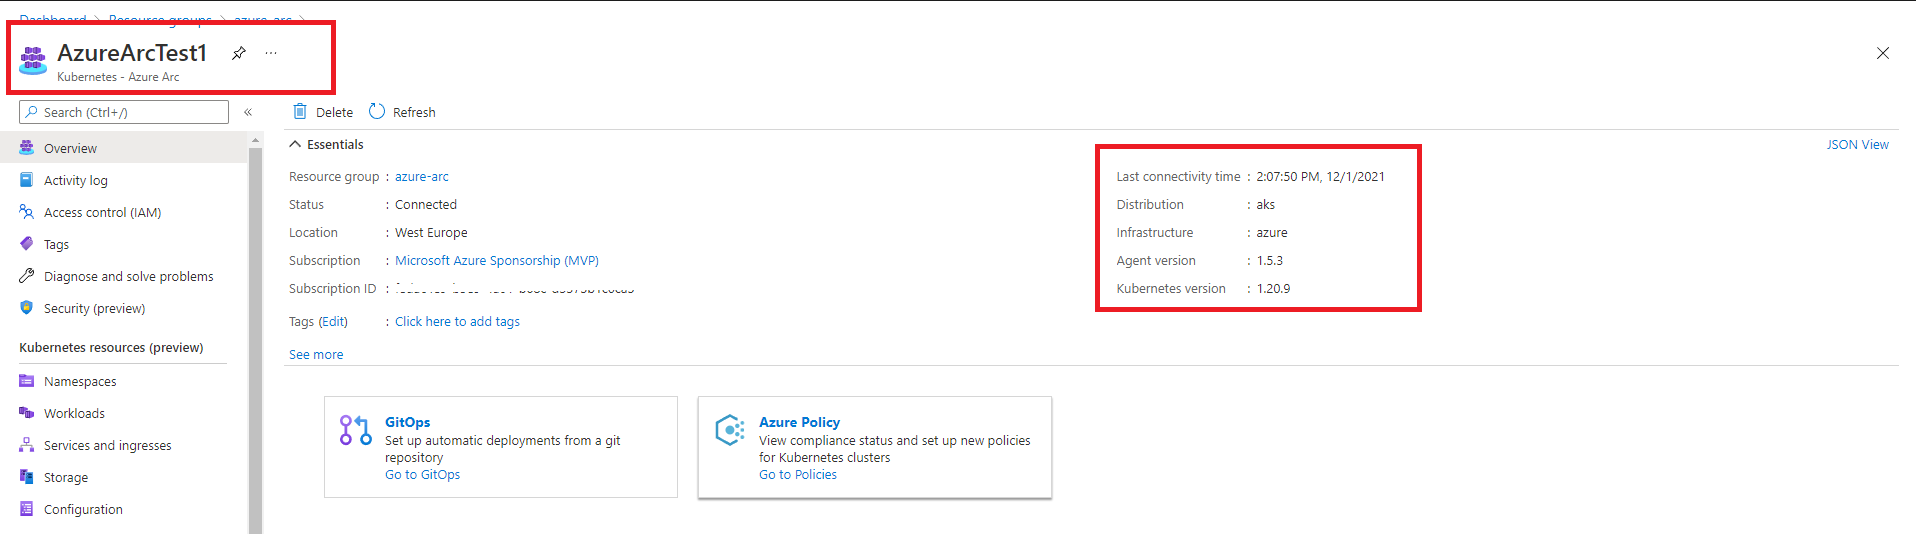 Dashboard > Resource groups > azure-arc >
AzureArcTest1 ...
Kubernetes - Azure Arc
Search (Ctrl+/) «
Overview
Activity log
Access control (IAM)
Tags
Diagnose and solve problems
Security (preview)
Kubernetes resources (preview)
Namespaces
Workloads
Services and ingresses
Storage
Configuration
Delete Refresh
Essentials
JSON View
Resource group : azure-arc
Status : Connected
Location : West Europe
Subscription : Microsoft Azure Sponsorship (MVP)
Subscription ID :
Tags (Edit) : Click here to add tags
See more
Last connectivity time : 2:07:50 PM, 12/1/2021
Distribution : aks
Infrastructure : azure
Agent version : 1.5.3
Kubernetes version : 1.20.9
GitOps
Set up automatic deployments from a git
repository
Go to GitOps
Azure Policy
View compliance status and set up new policies
for Kubernetes clusters
Go to Policies